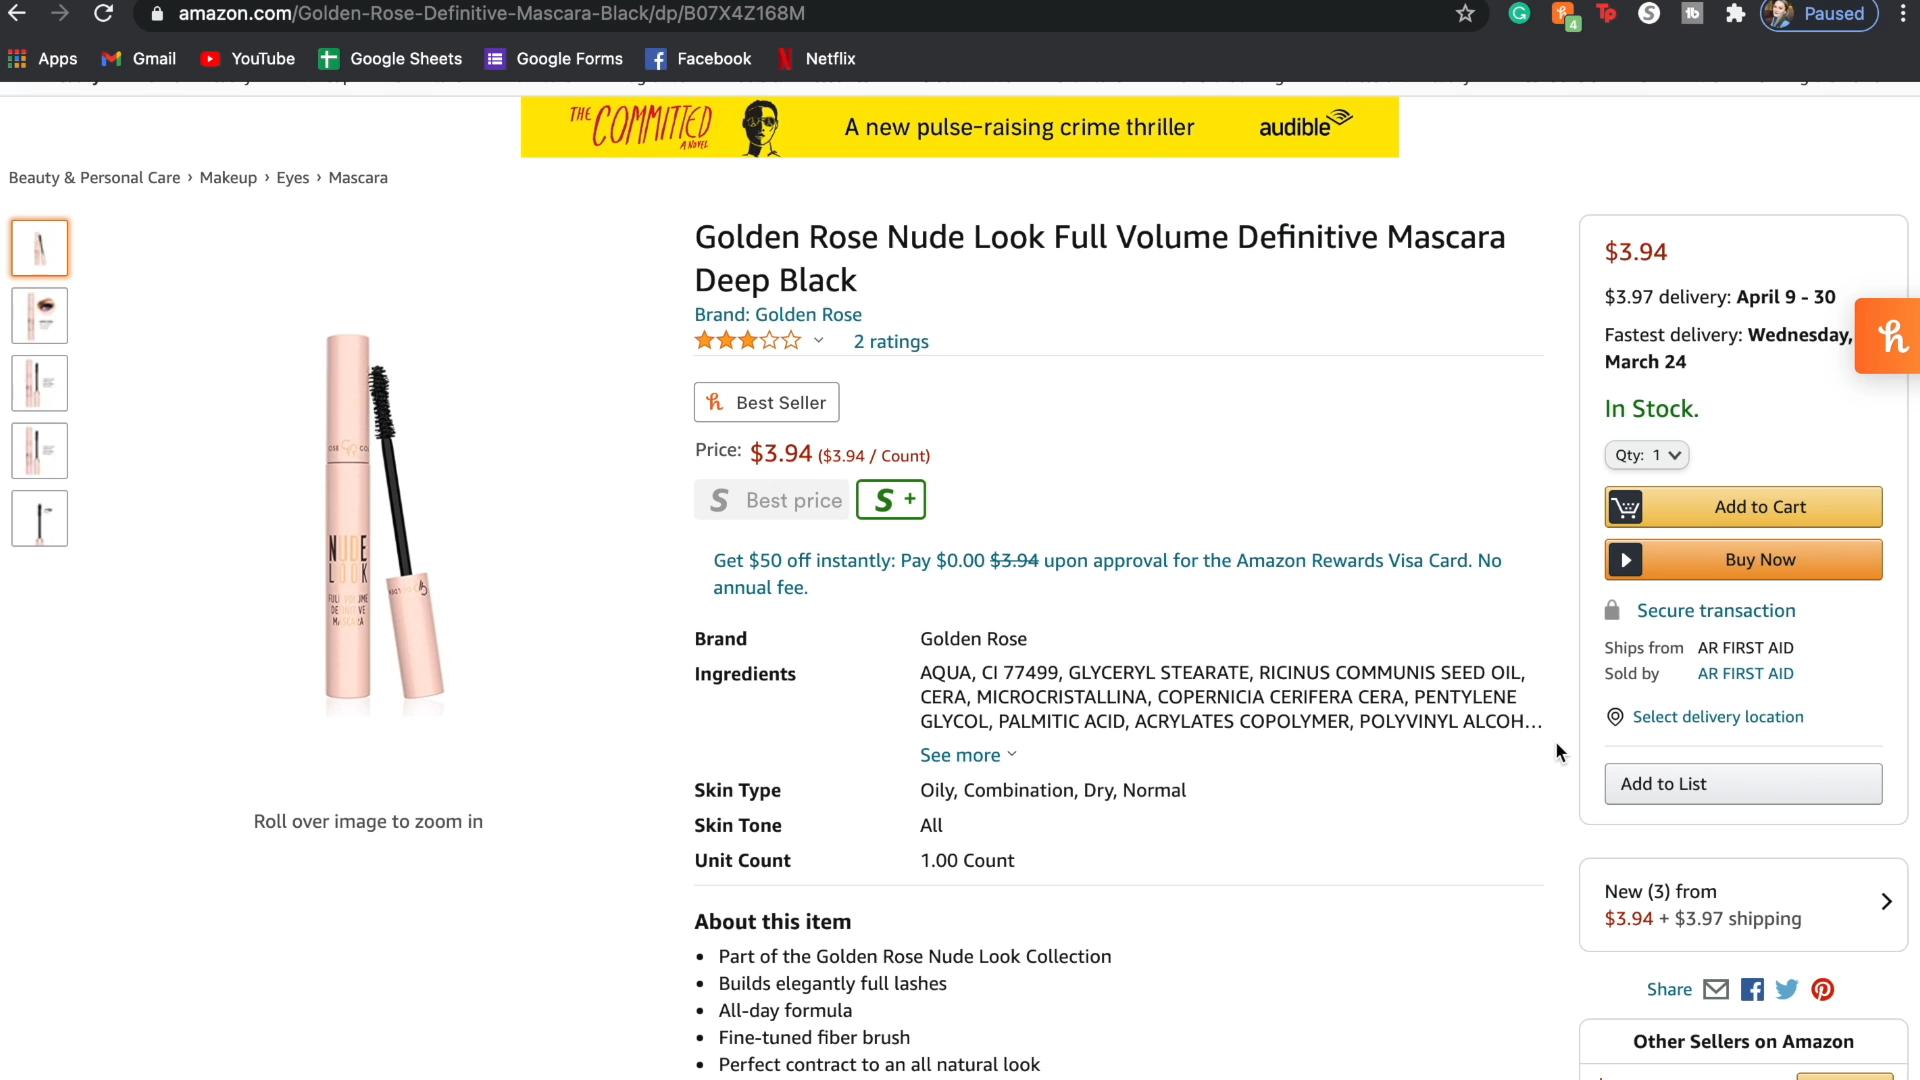 amazon.com/Golden-Rose-Definitive-Mascara-Black/dp/B07X4Z168M
4
Tp
Paused
Apps
Gmail
YouTube
Google Sheets
Google Forms
Facebook
Netflix
THE COMMITTED
A NOVEL
A new pulse-raising crime thriller
audible
Beauty & Personal Care › Makeup › Eyes › Mascara
Golden Rose Nude Look Full Volume Definitive Mascara
Deep Black
Brand: Golden Rose
2 ratings
Best Seller
Price: $3.94 ($3.94 / Count)
S Best price
S +
Get $50 off instantly: Pay $0.00 $3.94 upon approval for the Amazon Rewards Visa Card. No
annual fee.
Brand Golden Rose
Ingredients AQUA, CI 77499, GLYCERYL STEARATE, RICINUS COMMUNIS SEED OIL,
CERA, MICROCRISTALLINA, COPERNICIA CERIFERA CERA, PENTYLENE
GLYCOL, PALMITIC ACID, ACRYLATES COPOLYMER, POLYVINYL ALCOH…
See more
Skin Type Oily, Combination, Dry, Normal
Skin Tone All
Unit Count 1.00 Count
About this item
• Part of the Golden Rose Nude Look Collection
• Builds elegantly full lashes
• All-day formula
• Fine-tuned fiber brush
• Perfect contract to an all natural look
NUDE
LOOK
FULL VOLUME
DEFINITIVE
MASCARA
Roll over image to zoom in
$3.94
$3.97 delivery: April 9 - 30
Fastest delivery: Wednesday,
March 24
In Stock.
Qty: 1
Add to Cart
Buy Now
Secure transaction
Ships from AR FIRST AID
Sold by AR FIRST AID
Select delivery location
Add to List
New (3) from
$3.94 + $3.97 shipping
Share
Other Sellers on Amazon